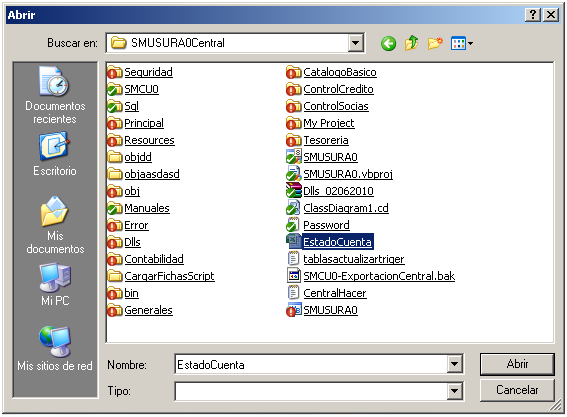 Abrir
Buscar en: SMUSURA0Central
Documentos
recientes
Escritorio
Mis
documentos
Mi PC
Mis sitios de red
Seguridad
SMCU0
Sql
Principal
Resources
objdd
objaasdasd
obj
Manuales
Error
Dlls
Contabilidad
CargarFichasScript
bin
Generales
CatalogoBasico
ControlCredito
ControlSocias
My Project
Tesoreria
SMUSURA0
SMUSURA0.vbproj
Dlls_02062010
ClassDiagram1.cd
Password
EstadoCuenta
tablasactualizartriger
SMCU0-ExportacionCentral.bak
CentralHacer
SMUSURA0
Nombre: EstadoCuenta
Abrir
Tipo:
Cancelar